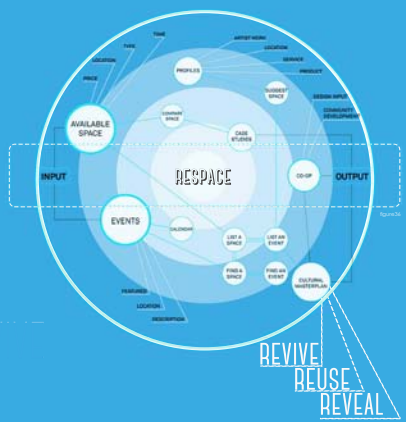 TIME
TYPE
LOCATION
PRICE
ARTIST WORK
LOCATION
SERVICE
PRODUCT
PROFILES
SUGGEST
SPACE
DESIGN INPUT
COMMUNITY
DEVELOPMENT
COMPARE
SPACE
AVAILABLE
SPACE
CASE
STUDIES
INPUT
RESPACE
CO-OP
OUTPUT
EVENTS
CALENDAR
LIST A
SPACE
LIST AN
EVENT
FIND A
SPACE
FIND AN
EVENT
CULTURAL
MASTERPLAN
FEATURED
LOCATION
DESCRIPTION
REVIVE
REUSE
REVEAL